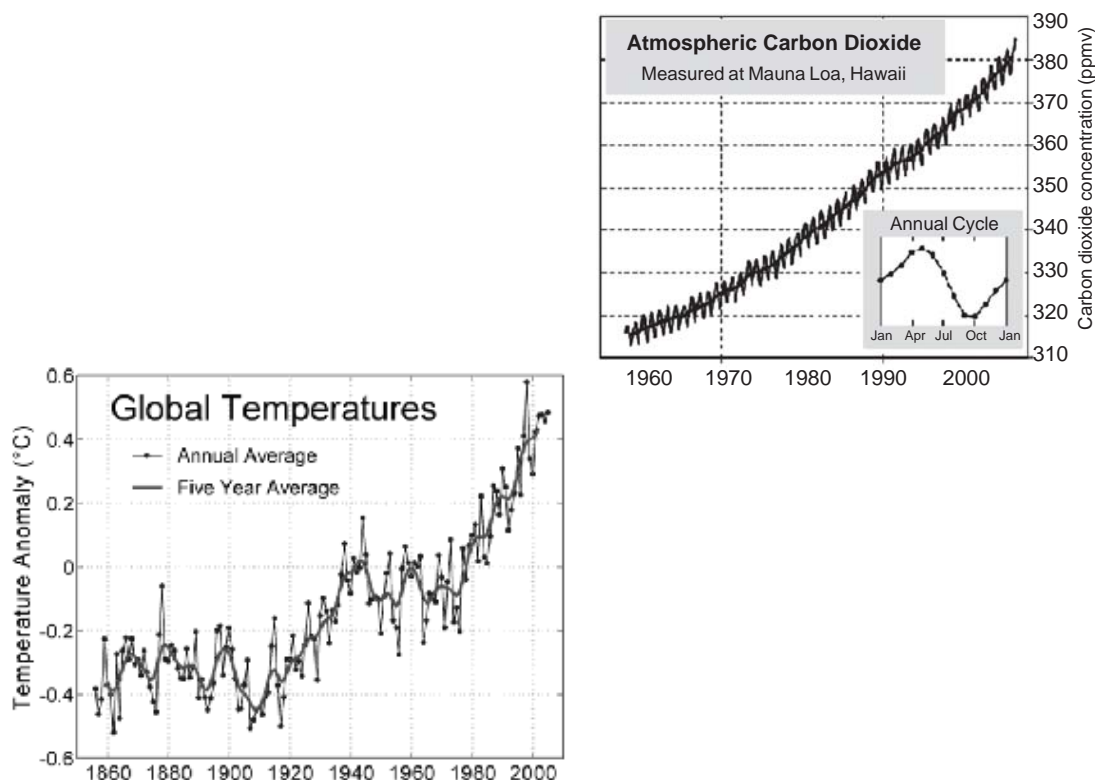 Atmospheric Carbon Dioxide
Measured at Mauna Loa, Hawaii
390
380
370
360
350
340
330
320
310
Carbon dioxide concentration (ppmv)
Annual Cycle
Jan Apr Jul Oct Jan
1960 1970 1980 1990 2000
Global Temperatures
Annual Average
Five Year Average
Temperature Anomaly (°C)
0.6
0.4
0.2
0
-0.2
-0.4
-0.6
1860 1880 1900 1920 1940 1960 1980 2000